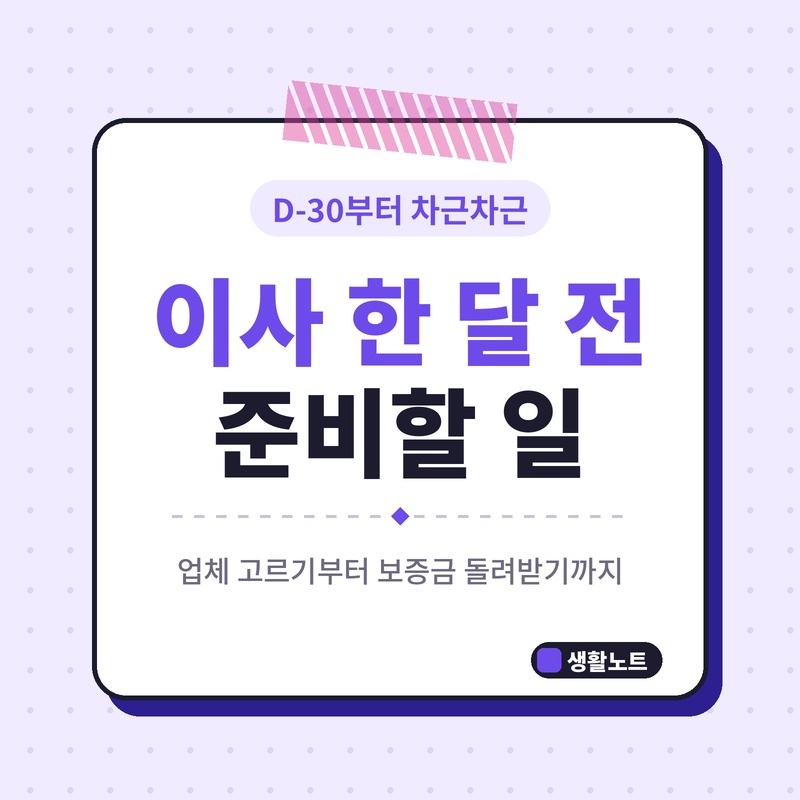 D-30부터 차근차근
이사 한 달 전
준비할 일
업체 고르기부터 보증금 돌려받기까지
생활노트